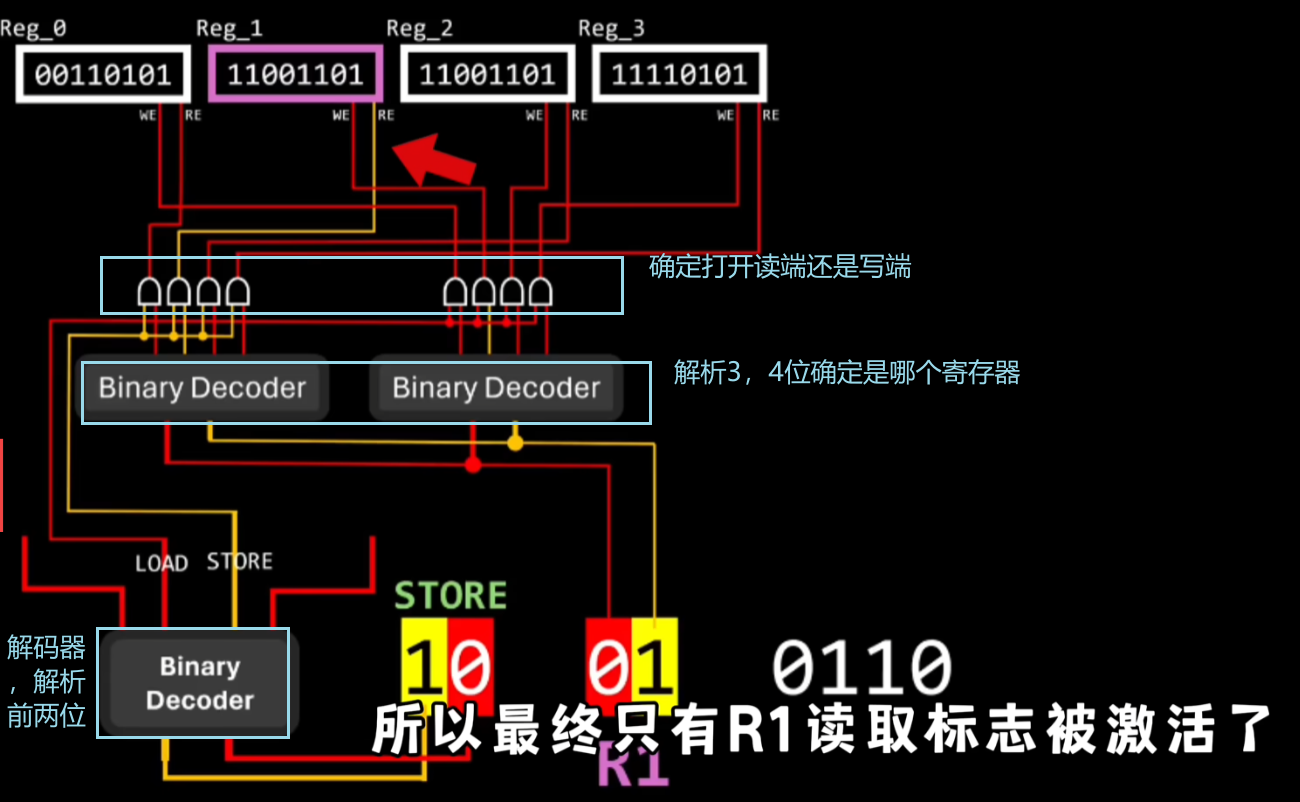 Reg_0 Reg_1 Reg_2 Reg_3
00110101 11001101 11001101 11110101
WE RE WE RE WE RE WE RE
确定打开读端还是写端
Binary Decoder Binary Decoder
解析3，4位确定是哪个寄存器
LOAD STORE
STORE
解码器
，解析
前两位
Binary
Decoder
10 01 0110
所以最终只有R1读取标志被激活了
R1